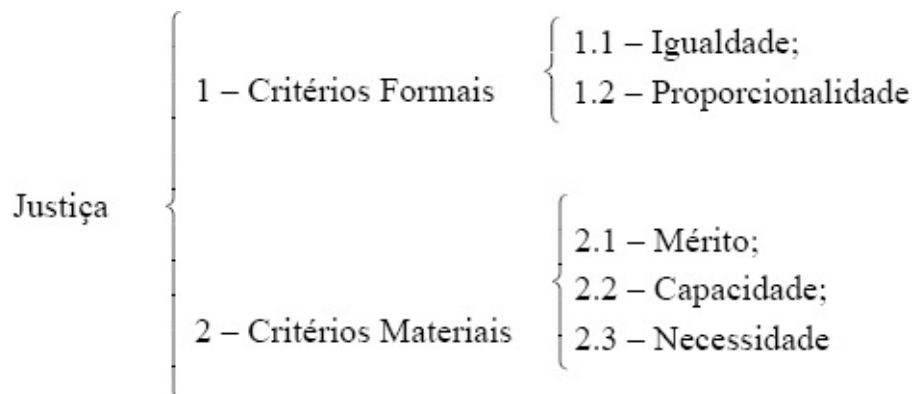 1.1 – Igualdade;
1 – Critérios Formais
1.2 – Proporcionalidade
Justiça
2.1 – Mérito;
2.2 – Capacidade;
2 – Critérios Materiais
2.3 – Necessidade